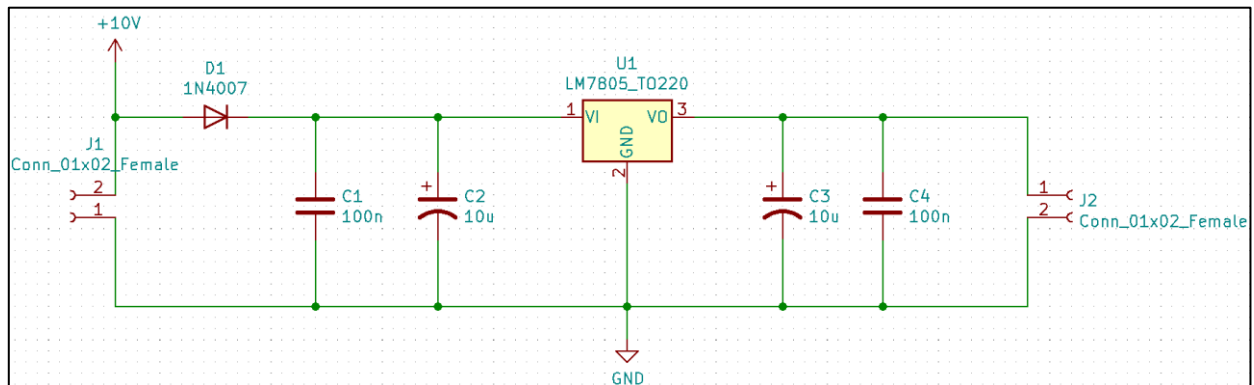 +10V
D1
1N4007
U1
LM7805_TO220
1 VI VO 3
GND
2
J1
Conn_01x02_Female
2
1
C1
100n
C2
10u
C3
10u
C4
100n
1
2
J2
Conn_01x02_Female
+
+
GND